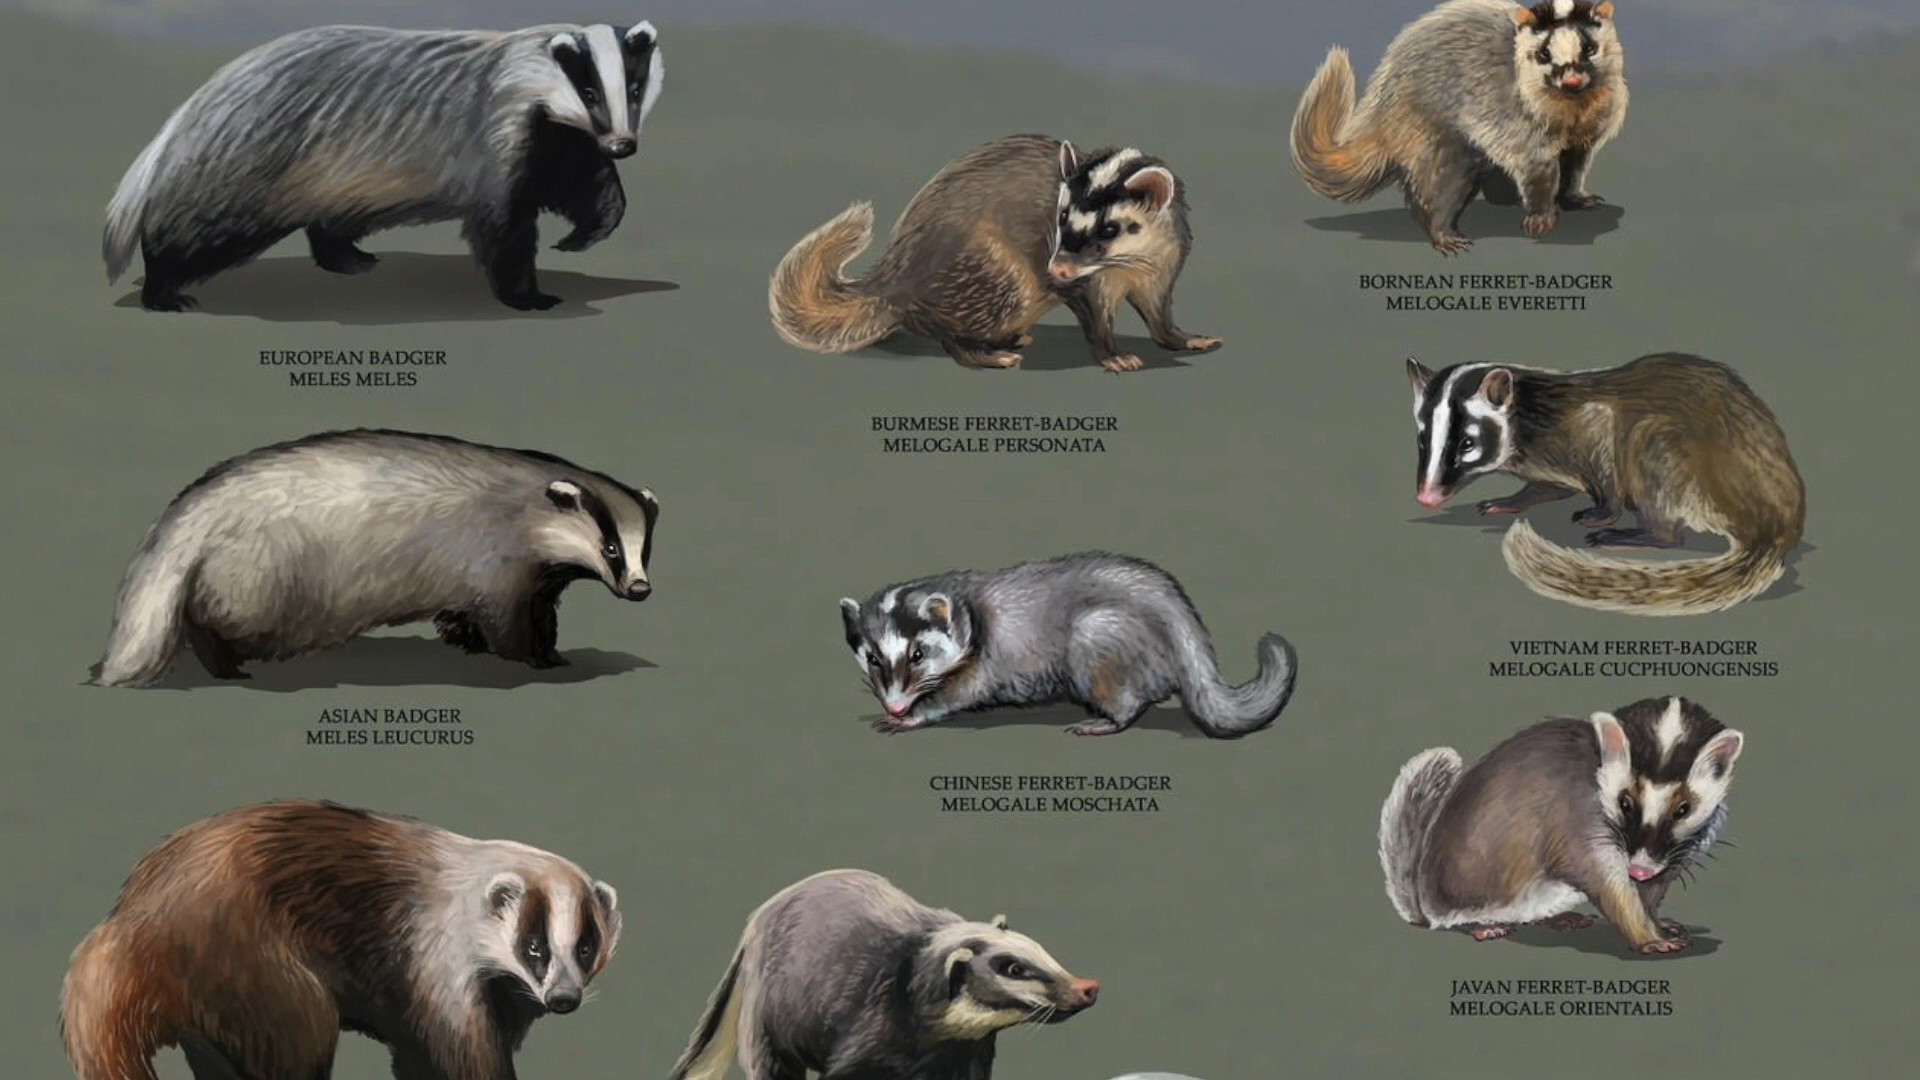 BORNEAN FERRET-BADGER
MELOGALE EVERETTI
EUROPEAN BADGER
MELES MELES
BURMESE FERRET-BADGER
MELOGALE PERSONATA
VIETNAM FERRET-BADGER
MELOGALE CUCPHUONGENSIS
ASIAN BADGER
MELES LEUCURUS
CHINESE FERRET-BADGER
MELOGALE MOSCHATA
JAVAN FERRET-BADGER
MELOGALE ORIENTALIS